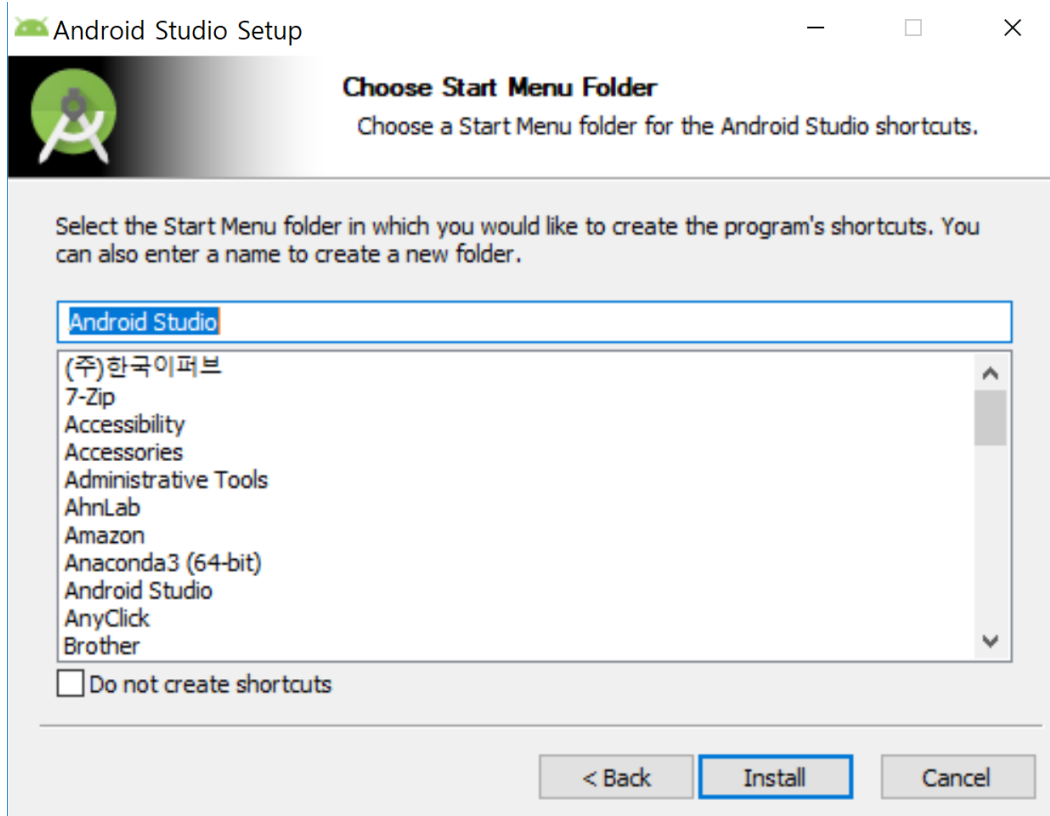 Android Studio Setup
Choose Start Menu Folder
Choose a Start Menu folder for the Android Studio shortcuts.
Select the Start Menu folder in which you would like to create the program's shortcuts. You
can also enter a name to create a new folder.
Android Studio
(주)한국이퍼브
7-Zip
Accessibility
Accessories
Administrative Tools
AhnLab
Amazon
Anaconda3 (64-bit)
Android Studio
AnyClick
Brother
Do not create shortcuts
< Back Install Cancel